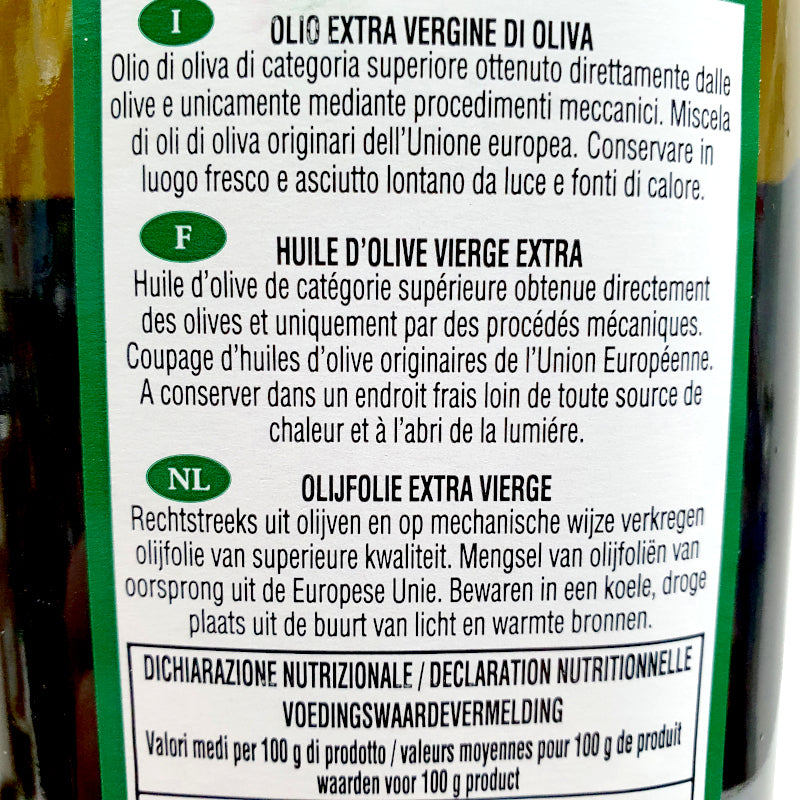 I
OLIO EXTRA VERGINE DI OLIVA
Olio di oliva di categoria superiore ottenuto direttamente dalle
olive e unicamente mediante procedimenti meccanici. Miscela
di oli di oliva originari dell'Unione europea. Conservare in
luogo fresco e asciutto lontano da luce e fonti di calore.
F
HUILE D'OLIVE VIERGE EXTRA
Huile d'olive de catégorie supérieure obtenue directement
des olives et uniquement par des procédés mécaniques.
Coupage d'huiles d'olive originaires de l'Union Européenne.
A conserver dans un endroit frais loin de toute source de
chaleur et à l'abri de la lumiére.
NL
OLIJFOLIE EXTRA VIERGE
Rechtstreeks uit olijven en op mechanische wijze verkregen
olijfolie van superieure kwaliteit. Mengsel van olijfoliën van
oorsprong uit de Europese Unie. Bewaren in een koele, droge
plaats uit de buurt van licht en warmte bronnen.
DICHIARAZIONE NUTRIZIONALE / DECLARATION NUTRITIONNELLE
VOEDINGSWAARDEVERMELDING
Valori medi per 100 g di prodotto / valeurs moyennes pour 100 g de produit
waarden voor 100 g product